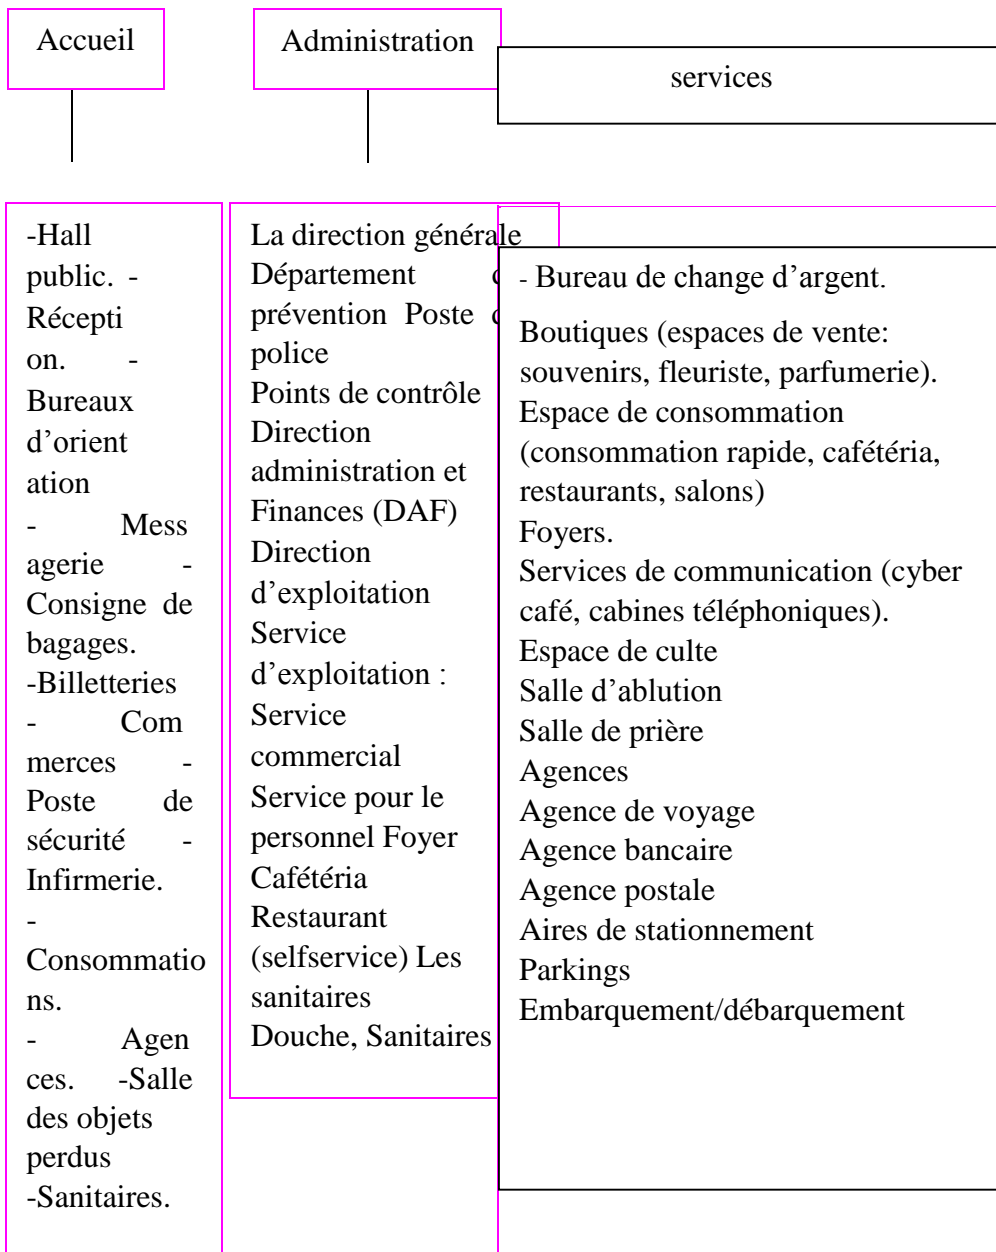 Accueil
Administration
services
-Hall
public. -
Récepti
on. -
Bureaux
d’orient
ation
- Mess
agerie -
Consigne de
bagages.
-Billetteries
- Com
merces -
Poste de
sécurité -
Infirmerie.
-
Consommatio
ns.
- Agen
ces. -Salle
des objets
perdus
-Sanitaires.
La direction générale
Département
prévention Poste
police
Points de contrôle
Direction
administration et
Finances (DAF)
Direction
d’exploitation
Service
d’exploitation :
Service
commercial
Service pour le
personnel Foyer
Cafétéria
Restaurant
(selfservice) Les
sanitaires
Douche, Sanitaires
- Bureau de change d’argent.
Boutiques (espaces de vente:
souvenirs, fleuriste, parfumerie).
Espace de consommation
(consommation rapide, cafétéria,
restaurants, salons)
Foyers.
Services de communication (cyber
café, cabines téléphoniques).
Espace de culte
Salle d’ablution
Salle de prière
Agences
Agence de voyage
Agence bancaire
Agence postale
Aires de stationnement
Parkings
Embarquement/débarquement